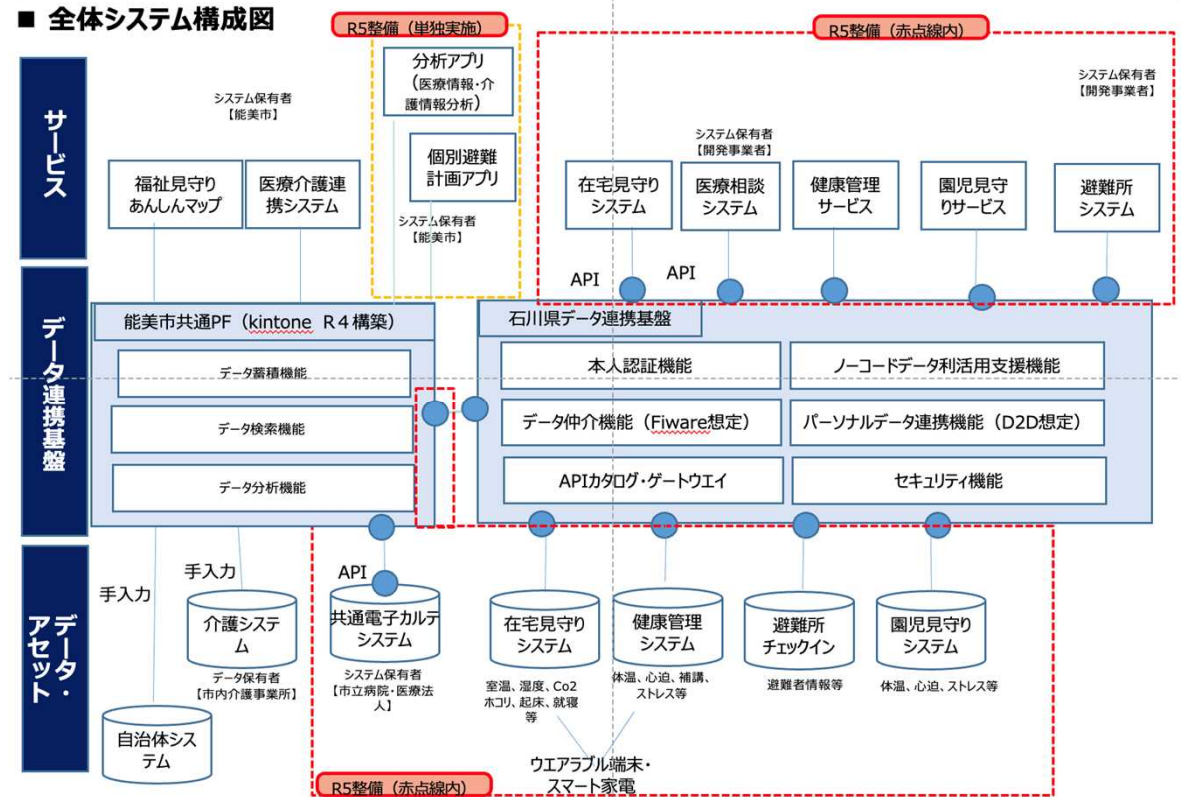 ■ 全体システム構成図
R5整備（単独実施）
R5整備（赤点線内）
サービス
システム保有者
【能美市】
分析アプリ
（医療情報・介
護情報分析）
個別避難
計画アプリ
システム保有者
【能美市】
システム保有者
【開発事業者】
システム保有者
【開発事業者】
福祉見守り
あんしんマップ
医療介護連
携システム
在宅見守り
システム
医療相談
システム
健康管理
サービス
園児見守
りサービス
避難所
システム
API
API
データ連携基盤
能美市共通PF（kintone R４構築）
データ蓄積機能
データ検索機能
データ分析機能
石川県データ連携基盤
本人認証機能
ノーコードデータ利活用支援機能
データ仲介機能（Fiware想定）
パーソナルデータ連携機能（D2D想定）
APIカタログ・ゲートウエイ
セキュリティ機能
データ・
アセット
手入力
手入力
API
介護システ
ム
データ保有者
【市内介護事業所】
自治体シス
テム
共通電子カルテ
システム
システム保有者
【市立病院・医療法
人】
在宅見守り
システム
室温、湿度、Co2
ホコリ、起床、就寝
等
健康管理
システム
体温、心迫、補講、
ストレス等
避難所
チェックイン
避難者情報等
園児見守り
システム
体温、心迫、ストレス等
ウエアラブル端末・
スマート家電
R5整備（赤点線内）